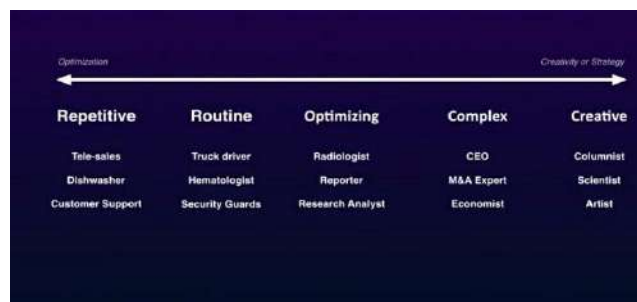 Optimization Creativity or Strategy
Repetitive Routine Optimizing Complex Creative
Tele-sales Truck driver Radiologist CEO Columnist
Dishwasher Hematologist Reporter M&A Expert Scientist
Customer Support Security Guards Research Analyst Economist Artist